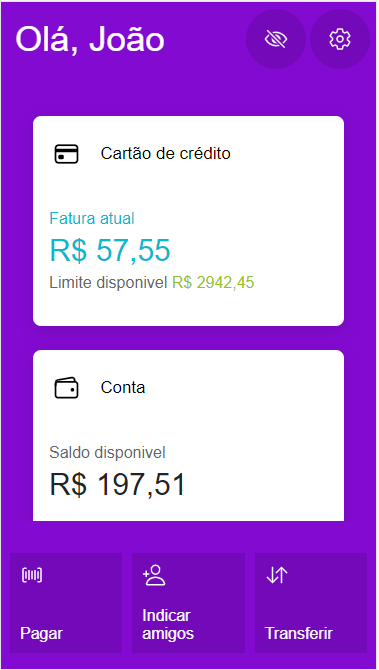 Olá, João
Cartão de crédito
Fatura atual
R$ 57,55
Limite disponivel R$ 2942,45
Conta
Saldo disponivel
R$ 197,51
Pagar
Indicar
amigos
Transferir